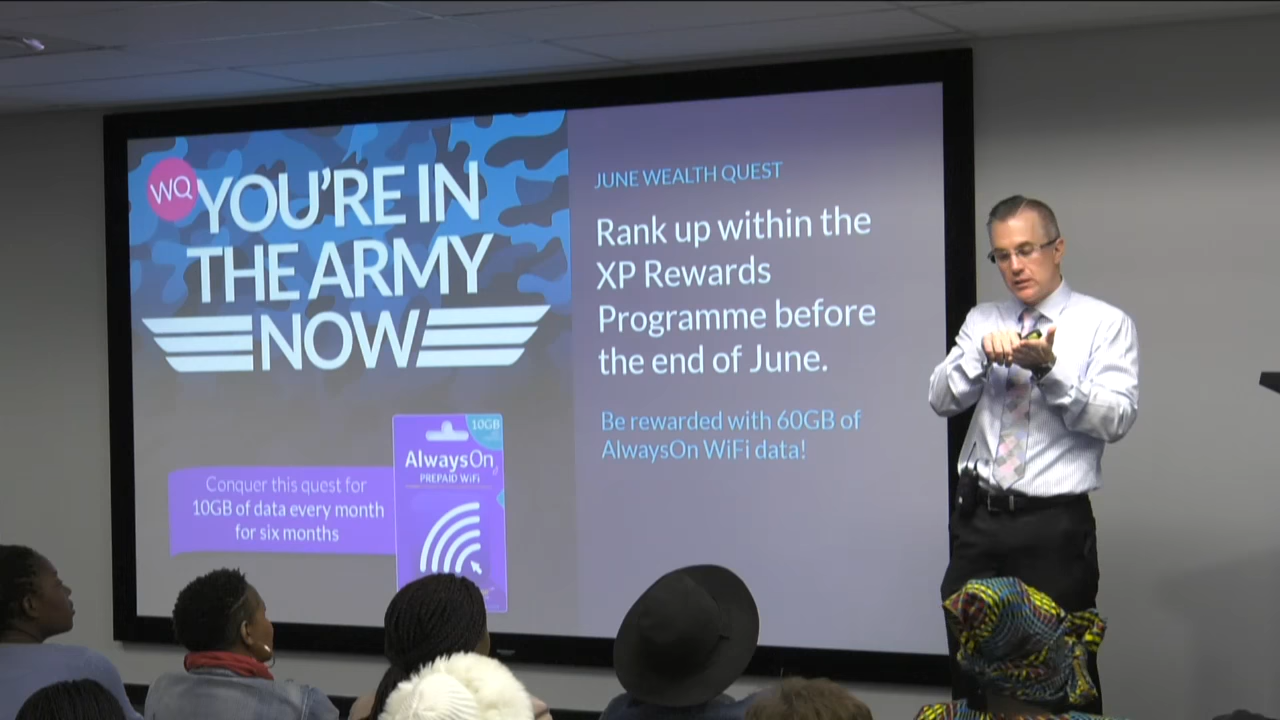 WQ
YOU'RE IN
THE ARMY
NOW
Conquer this quest for
10GB of data every month
for six months
10GB
AlwaysOn
PREPAID WiFi
JUNE WEALTH QUEST
Rank up within the
XP Rewards
Programme before
the end of June.
Be rewarded with 60GB of
AlwaysOn WiFi data!